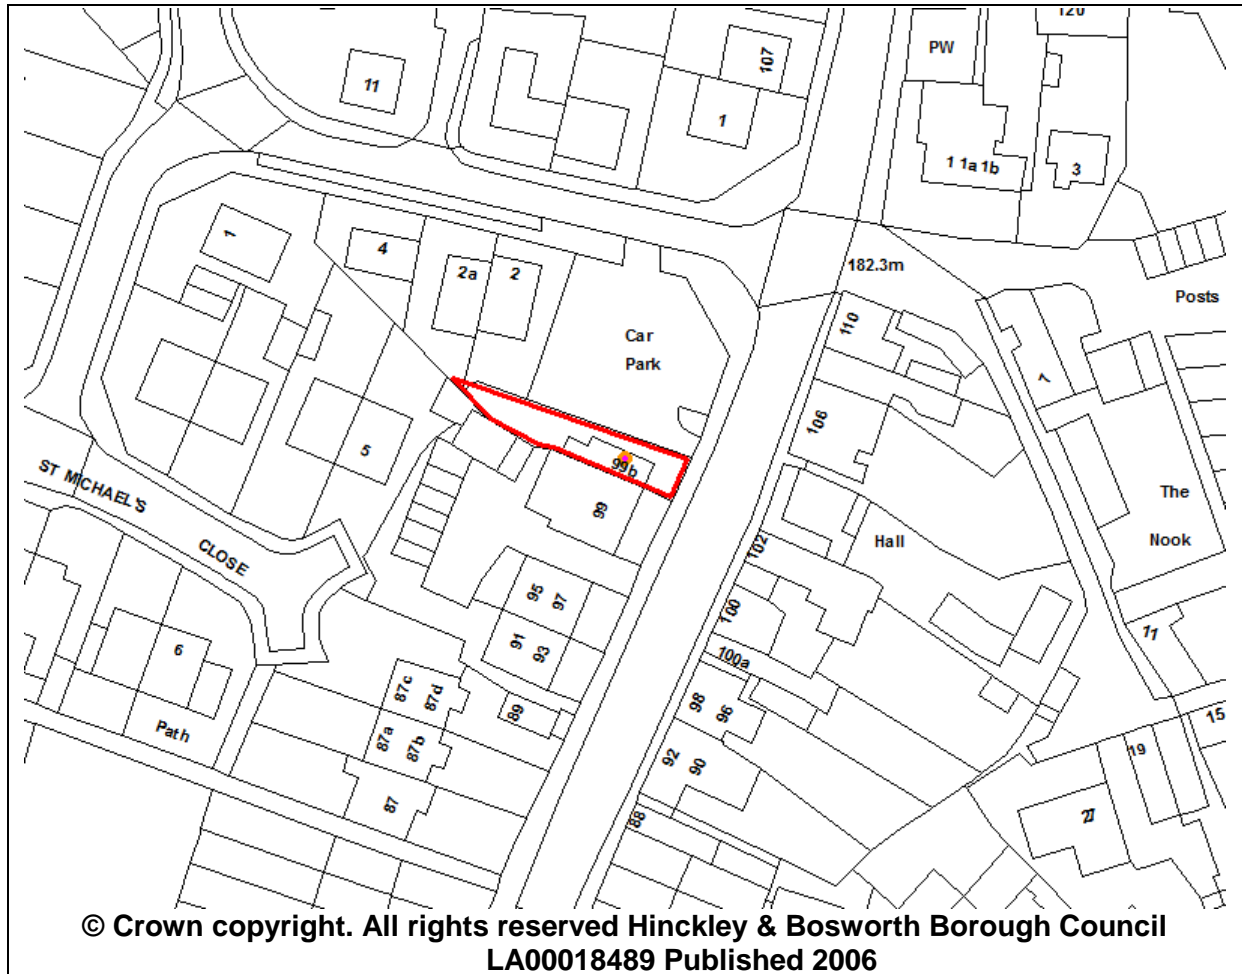 120
PW
107
11
1
1 1a 1b
3
1
4
2a
2
182.3m
Posts
Car
Park
110
7
106
5
99b
99
ST MICHAEL'S
CLOSE
The
Nook
Hall
102
95
97
100
91
93
11
6
100a
87c
87d
98
96
89
15
Path
87a
87b
19
92
90
87
88
27
© Crown copyright. All rights reserved Hinckley & Bosworth Borough Council
LA00018489 Published 2006